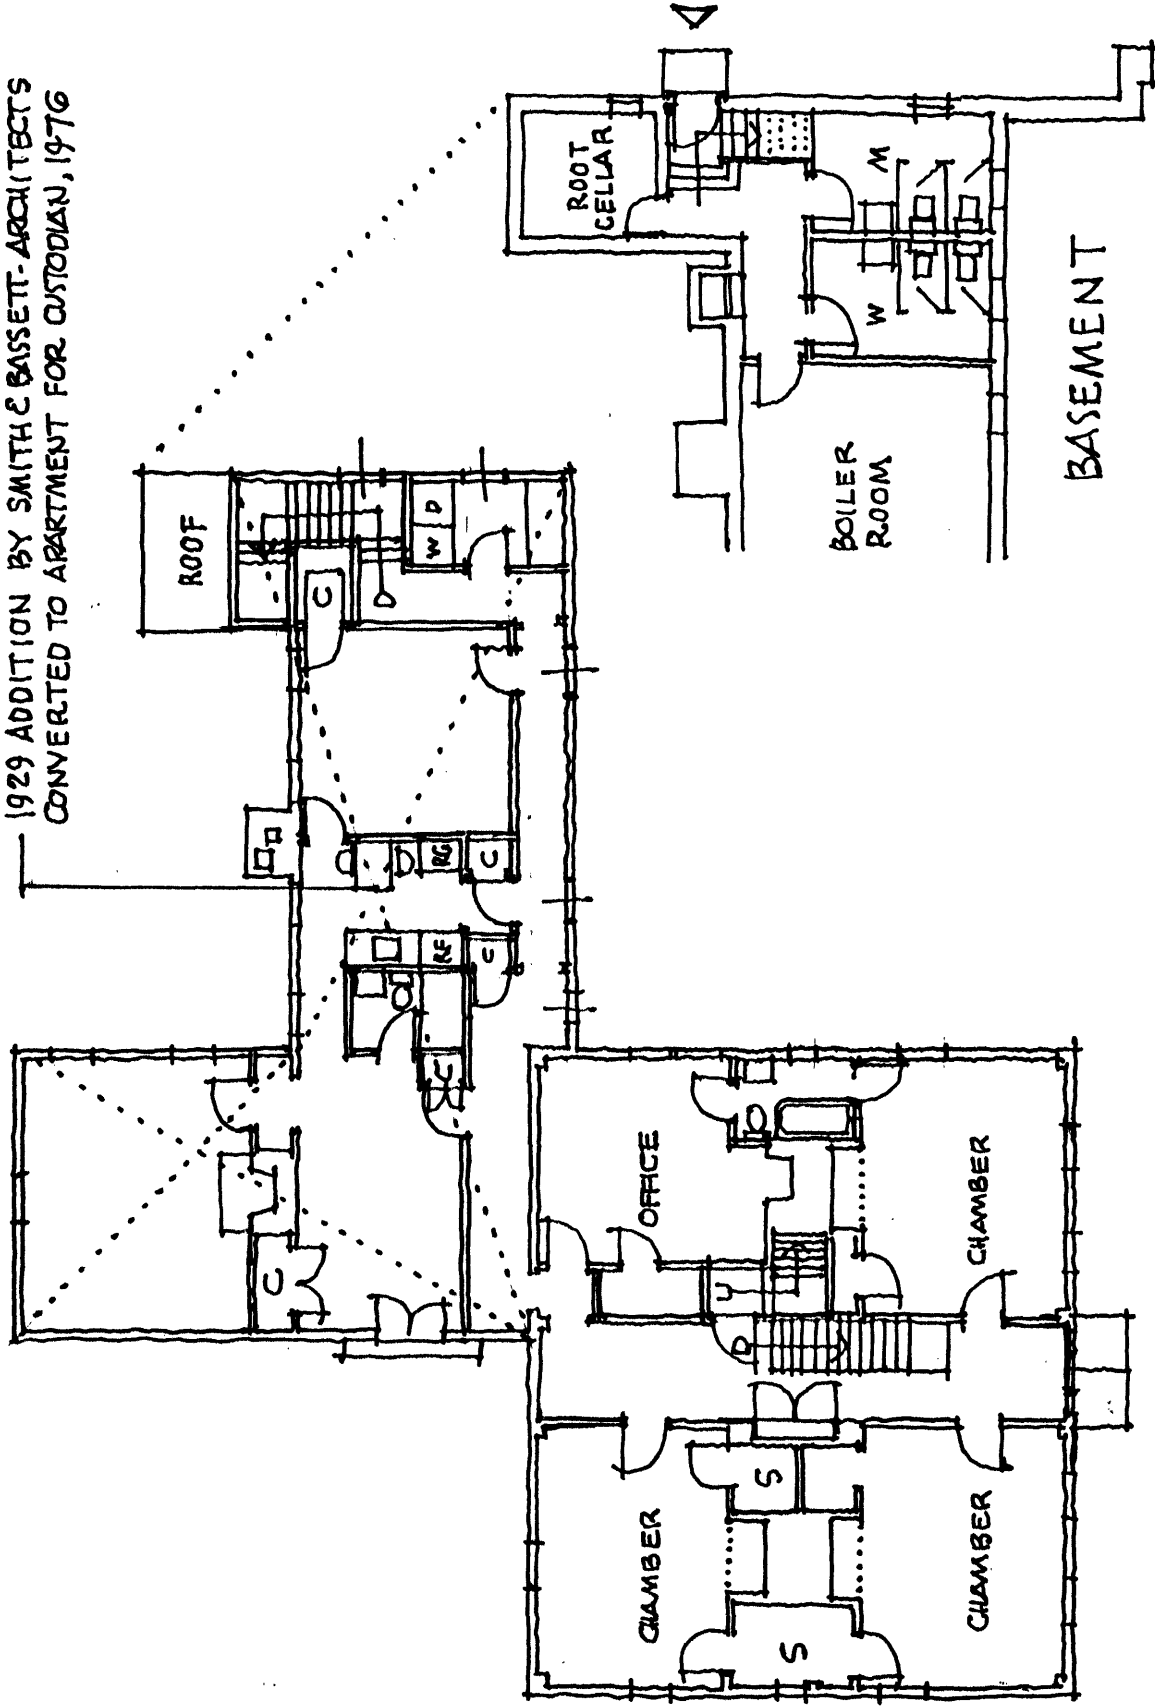 1929 ADDITION BY SMITH & BASSETT-ARCHITECTS
CONVERTED TO APARTMENT FOR CUSTODIAN, 1976
ROOF
C
D
W D
C
RG
C
RF
C
C
ROOT
CELLAR
M
W
BOILER
ROOM
BASEMENT
OFFICE
CHAMBER
U
D
S
CHAMBER
S
CHAMBER